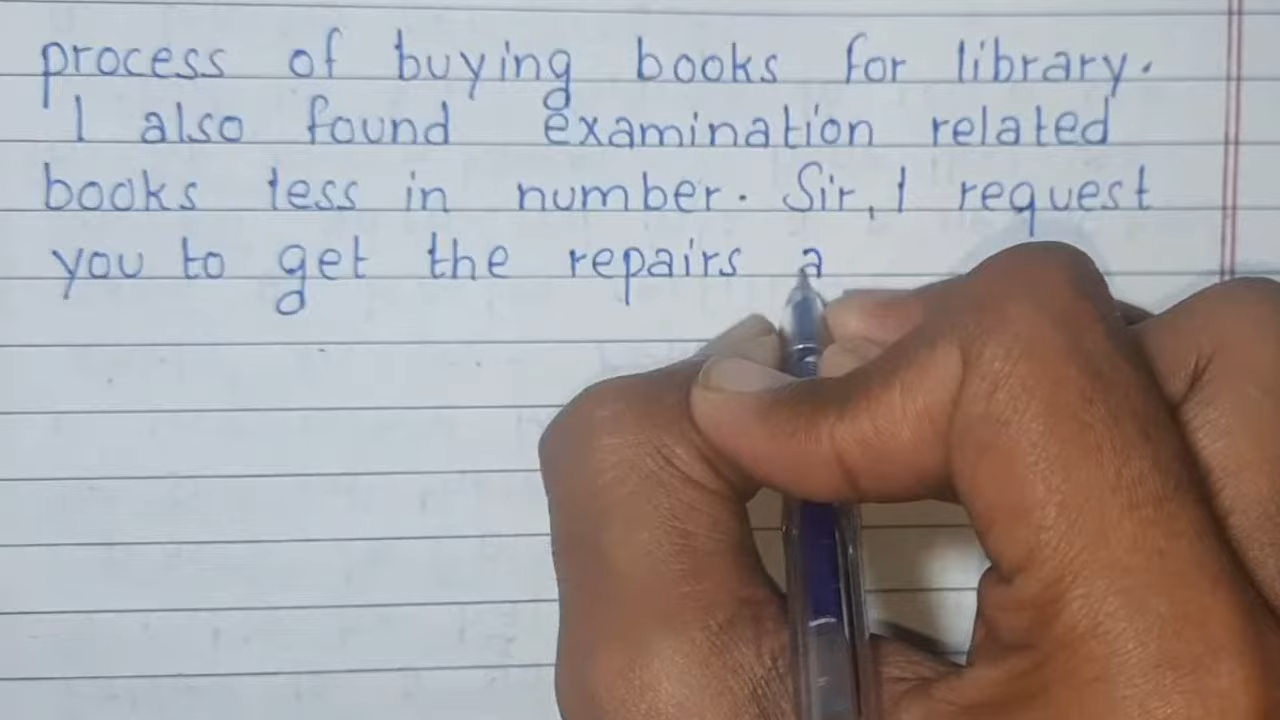 process of buying books for library.
I also found examination related
books less in number. Sir, I request
you to get the repairs a